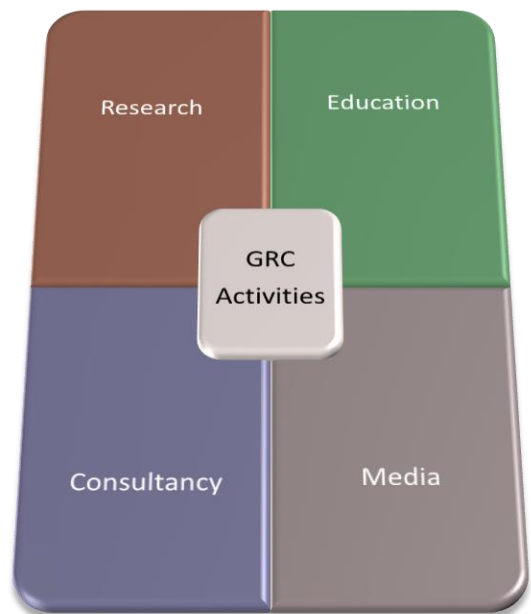 Research
Education
GRC
Activities
Consultancy
Media